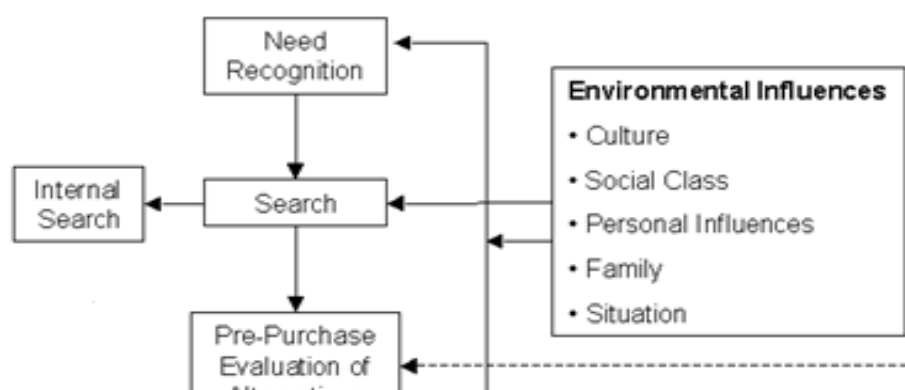 Need
Recognition
Environmental Influences
• Culture
• Social Class
• Personal Influences
• Family
• Situation
Internal
Search
Search
Pre-Purchase
Evaluation of